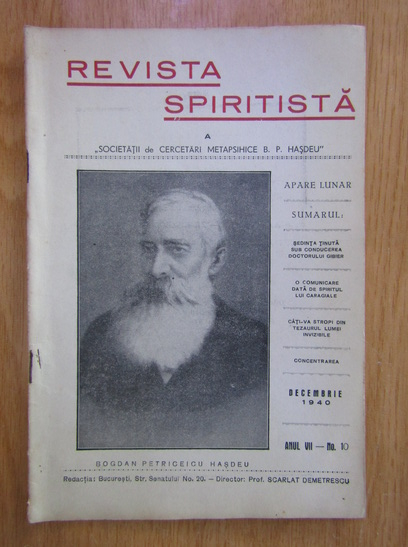 REVISTA
SPIRITISTĂ
A
„SOCIETĂȚII de CERCETĂRI METAPSIHICE B. P. HAȘDEU"
APARE LUNAR
SUMARUL:
ȘEDINȚA ȚINUTĂ
SUB CONDUCEREA
DOCTORULUI GIBIER
O COMUNICARE
DATĂ DE SPIRITUL
LUI CARAGIALE
CÂȚI-VA STROPI DIN
TEZAURUL LUMEI
INVIZIBILE
CONCENTRAREA
DECEMBRIE
1940
ANUL VII — No. 10
BOGDAN PETRICEICU HAȘDEU
Redacția: București, Str. Sanatului No. 20. — Director: Prof. SCARLAT DEMETRESCU